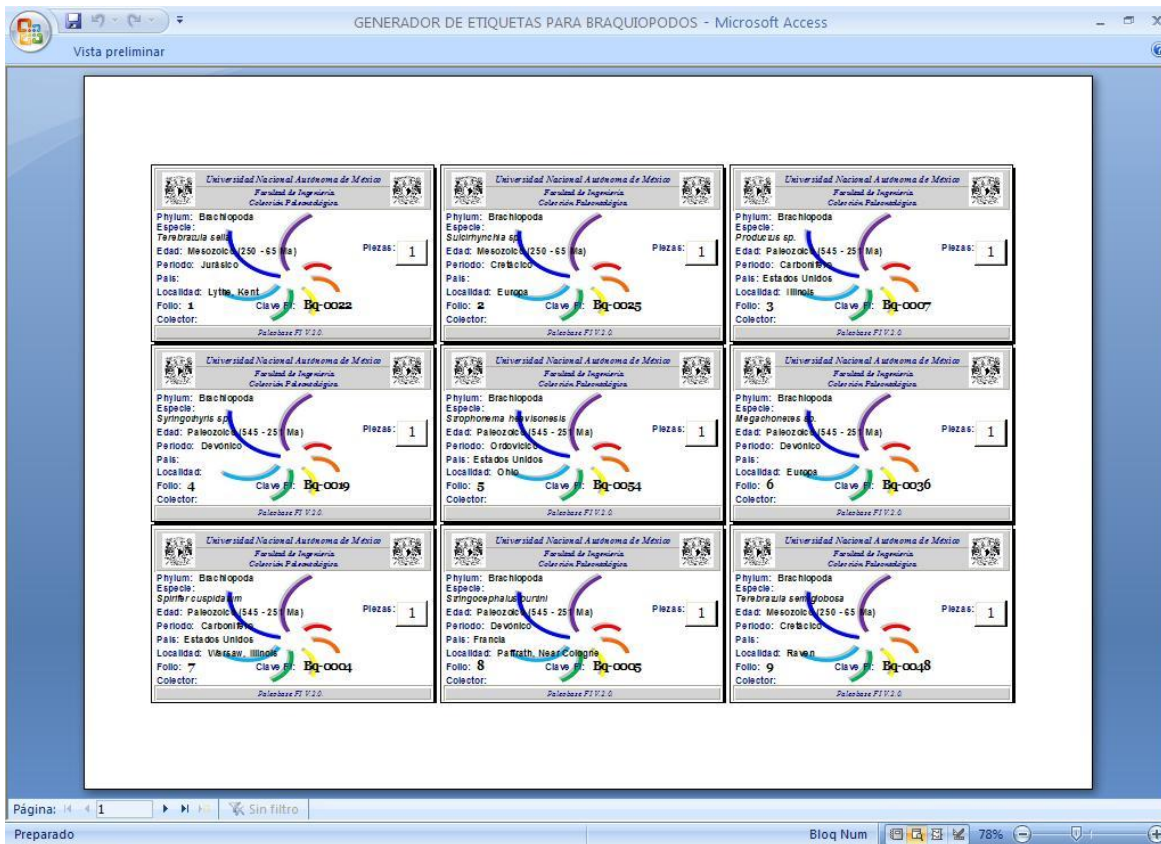 GENERADOR DE ETIQUETAS PARA BRAQUIOPODOS - Microsoft Access
Vista preliminar
Universidad Nacional Autónoma de México
Facultad de Ingeniería
Colección Paleontológica
Phylum: Brachiopoda
Especie:
Terebratula sella
Edad: Mesozoico (250 - 65 Ma)
Piezas: 1
Periodo: Jurásico
País:
Localidad: Lythe, Kent
Folio: 1 Clave FI: Bq-0022
Colector:
Paleobase FI V.2.0.
Universidad Nacional Autónoma de México
Facultad de Ingeniería
Colección Paleontológica
Phylum: Brachiopoda
Especie:
Sulcirhynchia sp.
Edad: Mesozoico (250 - 65 Ma)
Piezas: 1
Periodo: Cretácico
País:
Localidad: Europa
Folio: 2 Clave FI: Bq-0025
Colector:
Paleobase FI V.2.0.
Universidad Nacional Autónoma de México
Facultad de Ingeniería
Colección Paleontológica
Phylum: Brachiopoda
Especie:
Productus sp.
Edad: Paleozoico (545 - 251 Ma)
Piezas: 1
Periodo: Carbonífero
País: Estados Unidos
Localidad: Illinois
Folio: 3 Clave FI: Bq-0007
Colector:
Paleobase FI V.2.0.
Universidad Nacional Autónoma de México
Facultad de Ingeniería
Colección Paleontológica
Phylum: Brachiopoda
Especie:
Syringothyris sp.
Edad: Paleozoico (545 - 251 Ma)
Piezas: 1
Periodo: Devónico
País:
Localidad:
Folio: 4 Clave FI: Bq-0019
Colector:
Paleobase FI V.2.0.
Universidad Nacional Autónoma de México
Facultad de Ingeniería
Colección Paleontológica
Phylum: Brachiopoda
Especie:
Strophonema
Edad: Paleozoico (545 - 251 Ma)
Piezas: 1
Periodo: Ordovícico
País: Estados Unidos
Localidad: Ohio
Folio: 5 Clave FI: Bq-0054
Colector:
Paleobase FI V.2.0.
Universidad Nacional Autónoma de México
Facultad de Ingeniería
Colección Paleontológica
Phylum: Brachiopoda
Especie:
Megachonetes sp.
Edad: Paleozoico (545 - 251 Ma)
Piezas: 1
Periodo: Devónico
País:
Localidad: Europa
Folio: 6 Clave FI: Bq-0036
Colector:
Paleobase FI V.2.0.
Universidad Nacional Autónoma de México
Facultad de Ingeniería
Colección Paleontológica
Phylum: Brachiopoda
Especie:
Spirifer cuspidatum
Edad: Paleozoico (545 - 251 Ma)
Piezas: 1
Periodo: Carbonífero
País: Estados Unidos
Localidad: Warsaw, Illinois
Folio: 7 Clave FI: Bq-0004
Colector:
Paleobase FI V.2.0.
Universidad Nacional Autónoma de México
Facultad de Ingeniería
Colección Paleontológica
Phylum: Brachiopoda
Especie:
Stringocephalus burtini
Edad: Paleozoico (545 - 251 Ma)
Piezas: 1
Periodo: Devónico
País: Francia
Localidad: Paffrath, Near Cologne
Folio: 8 Clave FI: Bq-0005
Colector:
Paleobase FI V.2.0.
Universidad Nacional Autónoma de México
Facultad de Ingeniería
Colección Paleontológica
Phylum: Brachiopoda
Especie:
Terebratula semiglobosa
Edad: Mesozoico (250 - 65 Ma)
Piezas: 1
Periodo: Cretácico
País:
Localidad: Raven
Folio: 9 Clave FI: Bq-0048
Colector:
Paleobase FI V.2.0.
Página: 1 Sin filtro
Preparado Bloq Num 78%